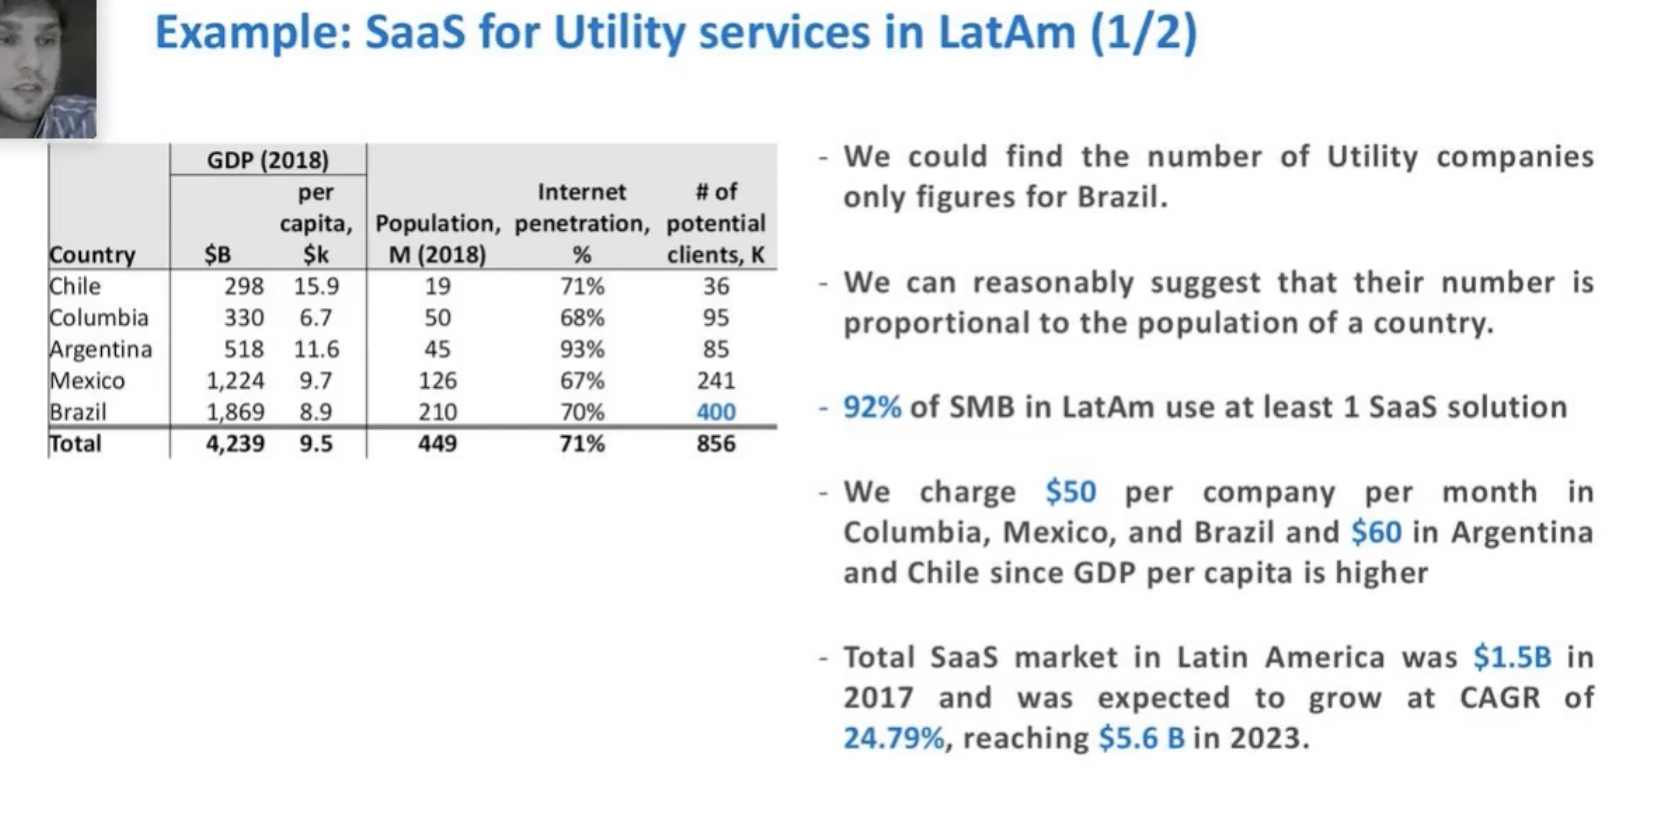 Example: SaaS for Utility services in LatAm (1/2)
GDP (2018)
per
Internet
# of
capita,
Population,
penetration,
potential
Country
$B
$k
M (2018)
%
clients, K
Chile 298 15.9 19 71% 36
Columbia 330 6.7 50 68% 95
Argentina 518 11.6 45 93% 85
Mexico 1,224 9.7 126 67% 241
Brazil 1,869 8.9 210 70% 400
Total 4,239 9.5 449 71% 856
- We could find the number of Utility companies
only figures for Brazil.
- We can reasonably suggest that their number is
proportional to the population of a country.
- 92% of SMB in LatAm use at least 1 SaaS solution
- We charge $50 per company per month in
Columbia, Mexico, and Brazil and $60 in Argentina
and Chile since GDP per capita is higher
- Total SaaS market in Latin America was $1.5B in
2017 and was expected to grow at CAGR of
24.79%, reaching $5.6 B in 2023.